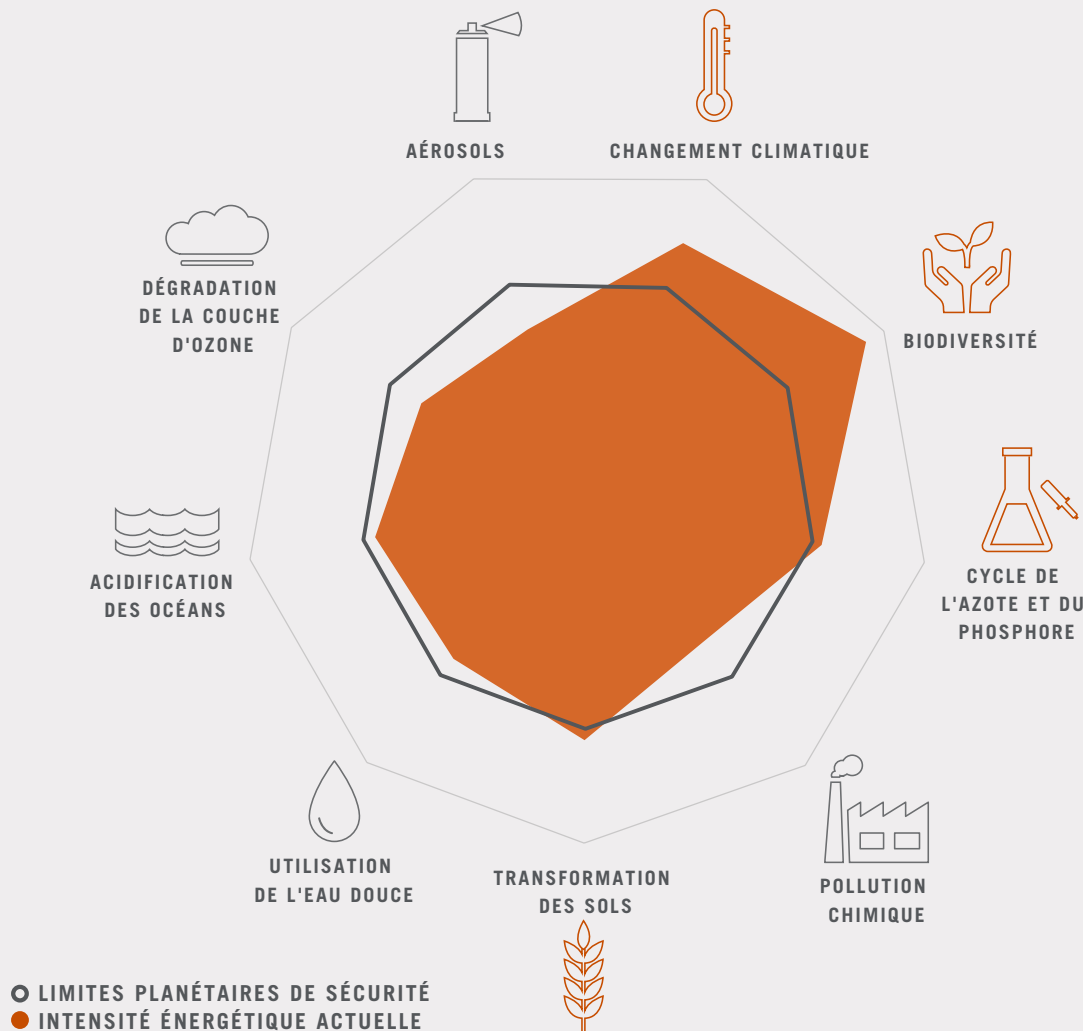 AÉROSOLS
CHANGEMENT CLIMATIQUE
DÉGRADATION
DE LA COUCHE
D'OZONE
BIODIVERSITÉ
ACIDIFICATION
DES OCÉANS
CYCLE DE
L'AZOTE ET DU
PHOSPHORE
UTILISATION
DE L'EAU DOUCE
TRANSFORMATION
DES SOLS
POLLUTION
CHIMIQUE
LIMITES PLANÉTAIRES DE SÉCURITÉ
INTENSITÉ ÉNERGÉTIQUE ACTUELLE